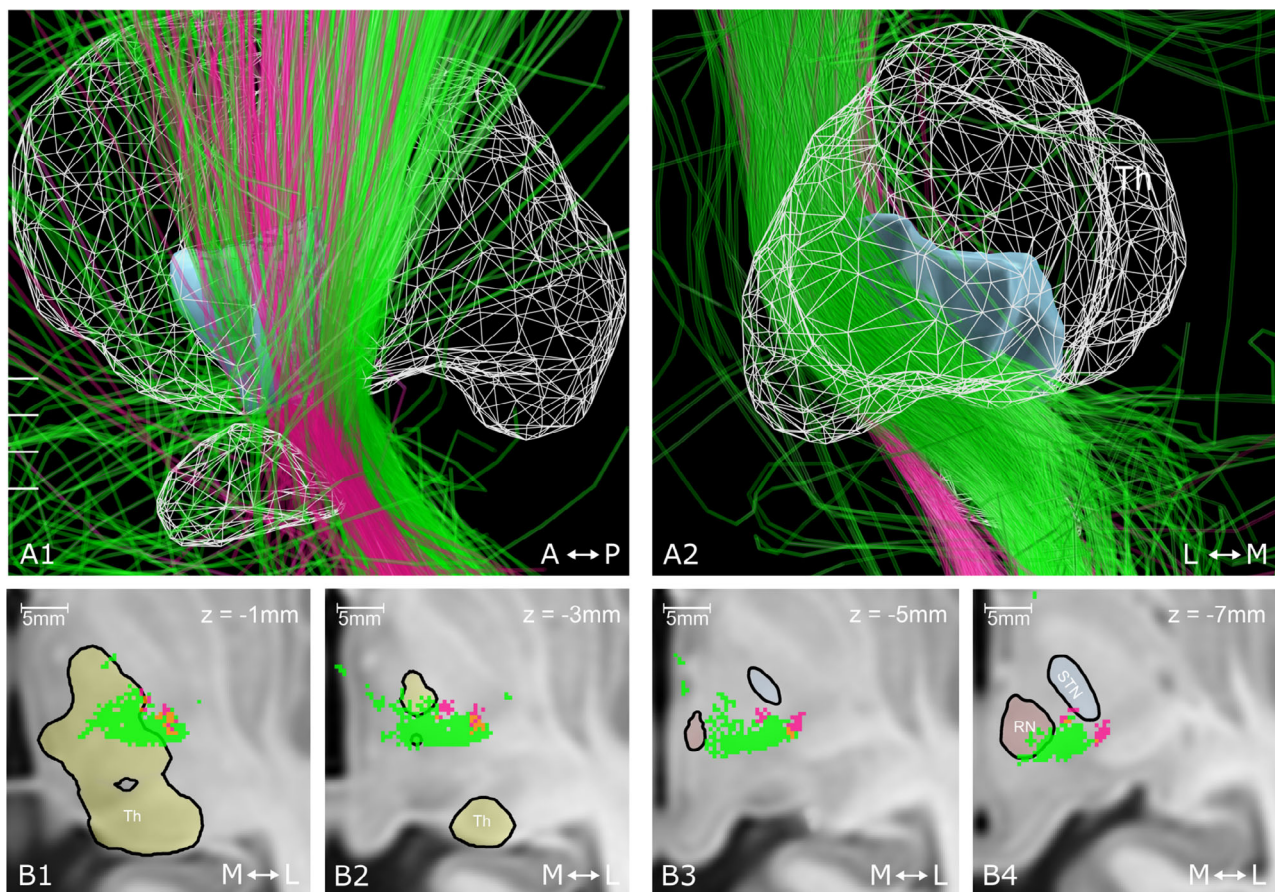 A1
A ↔ P
Th
A2
L ↔ M
5mm
z = -1mm
Th
B1
M ↔ L
5mm
z = -3mm
Th
B2
M ↔ L
5mm
z = -5mm
B3
M ↔ L
5mm
z = -7mm
STN
RN
B4
M ↔ L